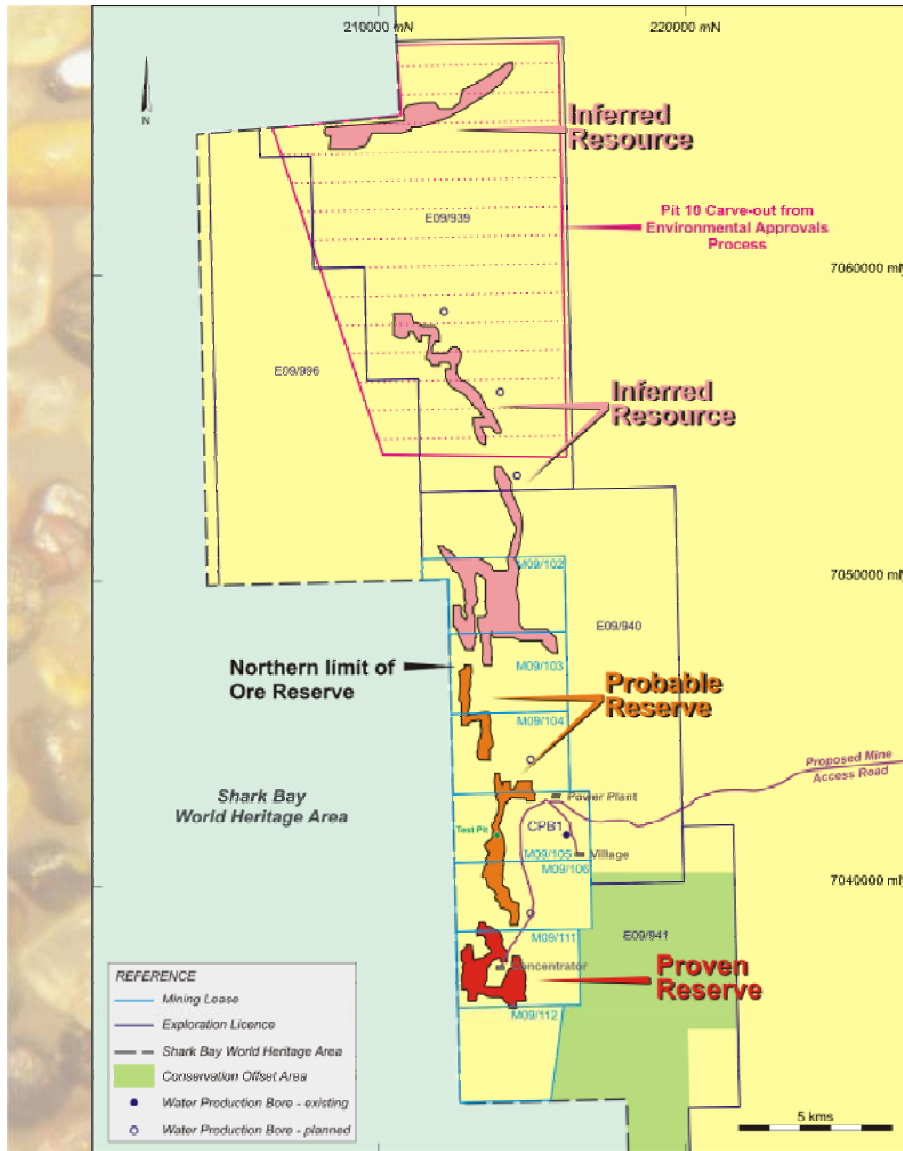 210000 mN
220000 mN
N
Inferred
Resource
E09/939
Pit 10 Carve-out from
Environmental Approvals
Process
7060000 mN
E09/996
Inferred
Resource
M09/102
7050000 mN
E09/940
Northern limit of
Ore Reserve
M09/103
Probable
Reserve
M09/104
Proposed Mine
Access Road
Shark Bay
World Heritage Area
Power Plant
Test Pit
CPB1
M09/105
Village
M09/106
7040000 mN
M09/111
E09/941
Concentrator
Proven
Reserve
M09/112
REFERENCE
Mining Lease
Exploration Licence
Shark Bay World Heritage Area
Conservation Offset Area
Water Production Bore - existing
Water Production Bore - planned
5 kms